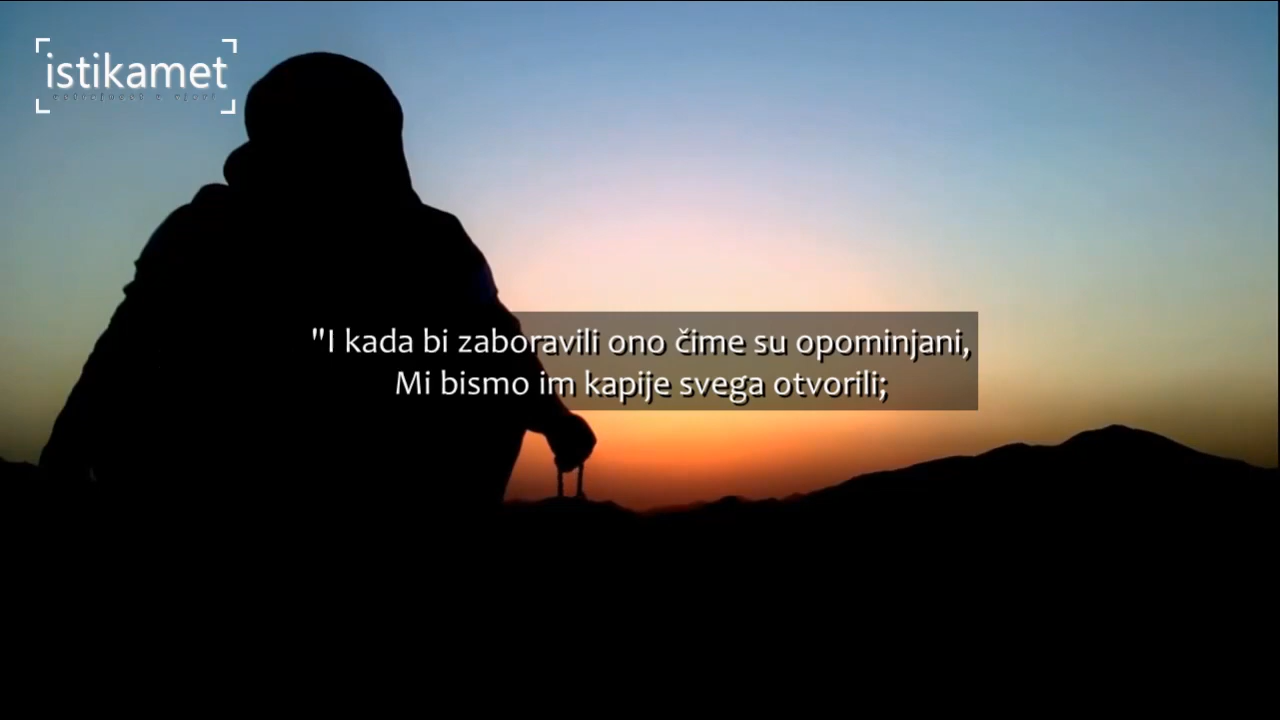 istikamet
"I kada bi zaboravili ono čime su opominjani,
Mi bismo im kapije svega otvorili;